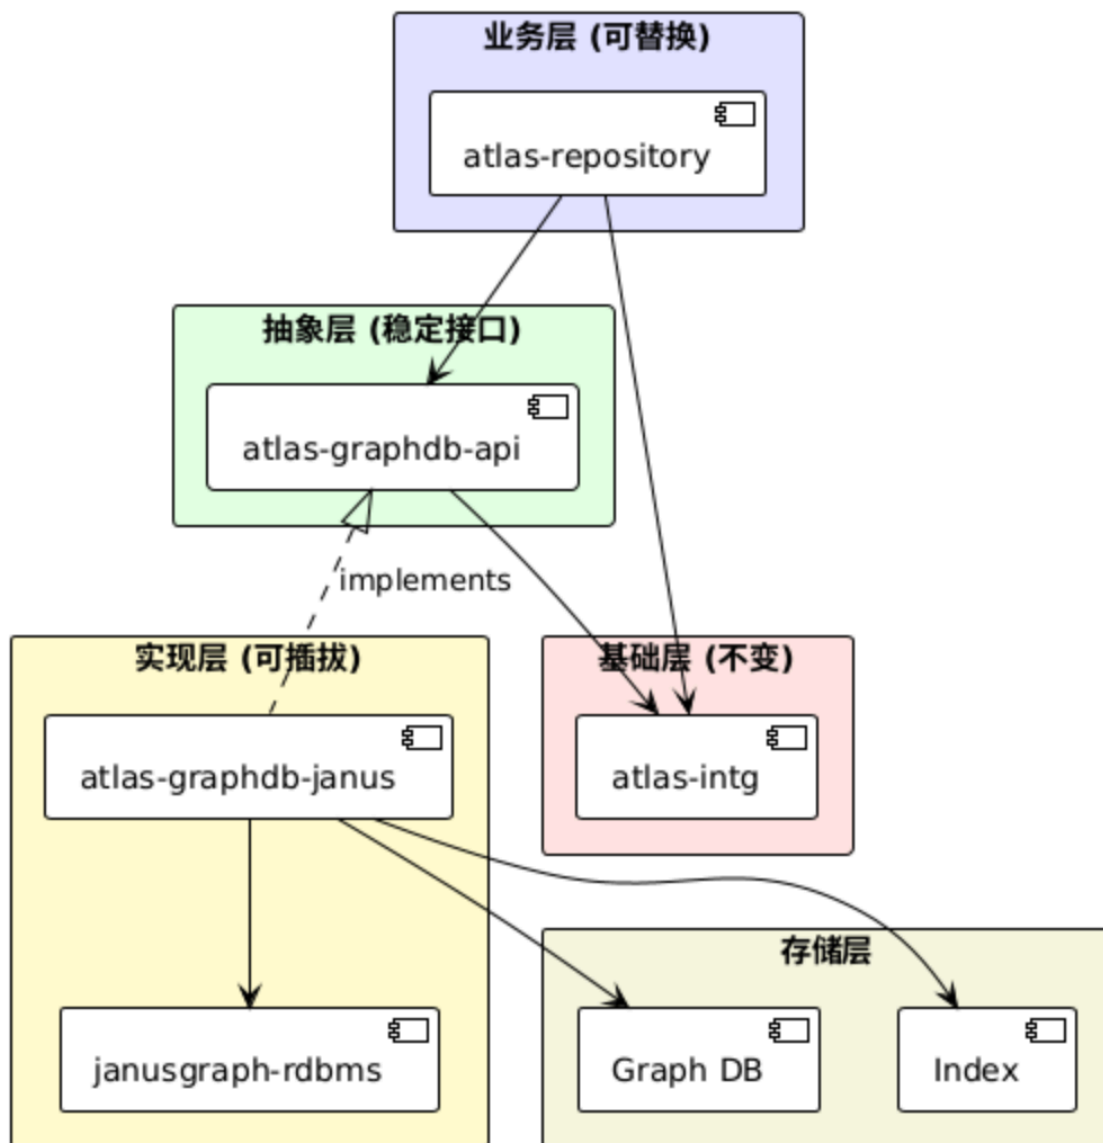 业务层 (可替换)
atlas-repository
抽象层 (稳定接口)
atlas-graphdb-api
implements
实现层 (可插拔)
基础层 (不变)
atlas-graphdb-janus
atlas-intg
存储层
janusgraph-rdbms
Graph DB
Index